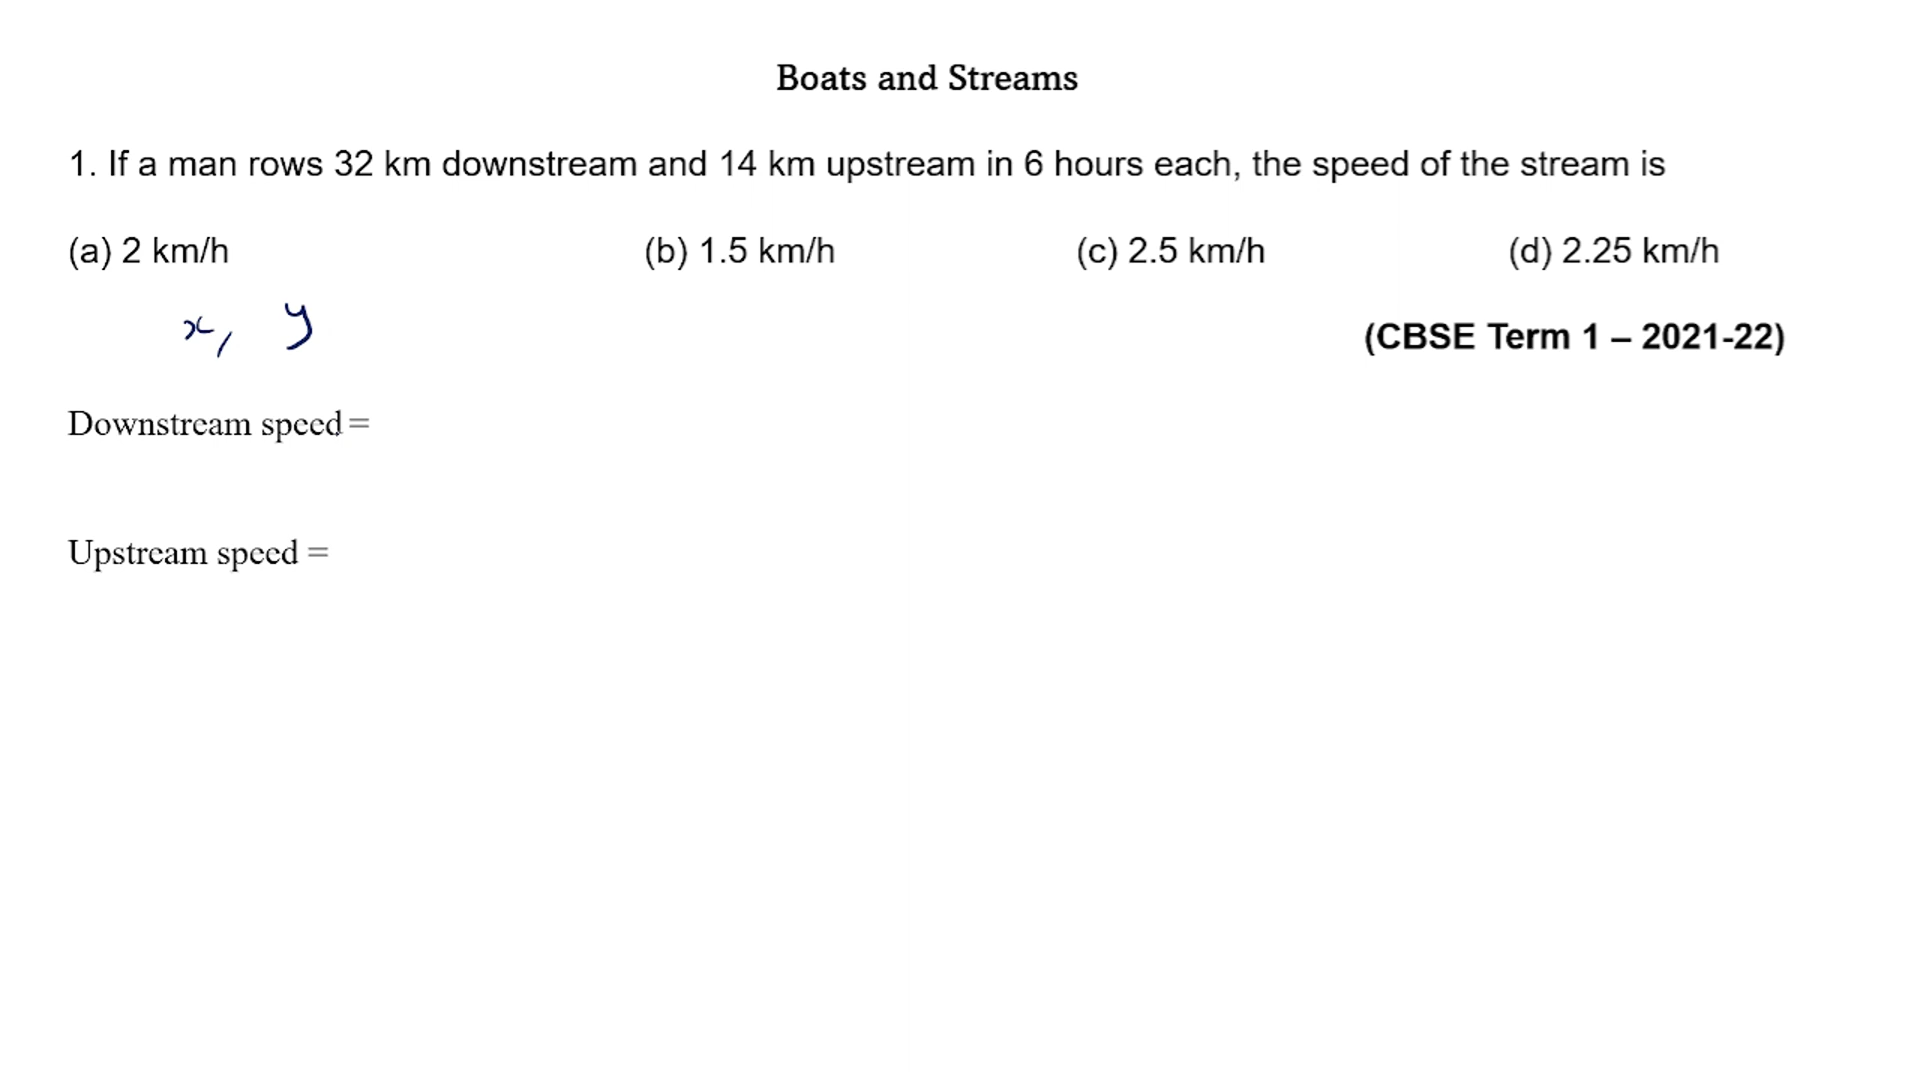 Boats and Streams
1. If a man rows 32 km downstream and 14 km upstream in 6 hours each, the speed of the stream is
(a) 2 km/h (b) 1.5 km/h (c) 2.5 km/h (d) 2.25 km/h
x, y
(CBSE Term 1 – 2021-22)
Downstream speed=
Upstream speed =